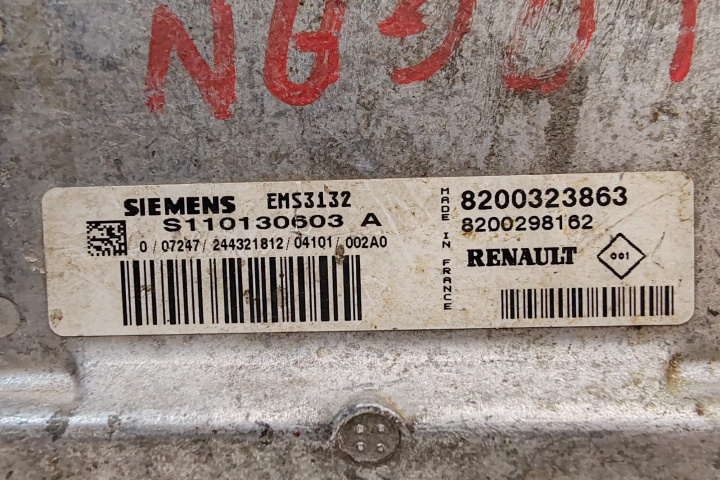 SIEMENS EMS3132
S110130603 A
0 / 07247 / 244321812 / 04101 / 002A0
MADE IN FRANCE
8200323863
8200298162
RENAULT 001